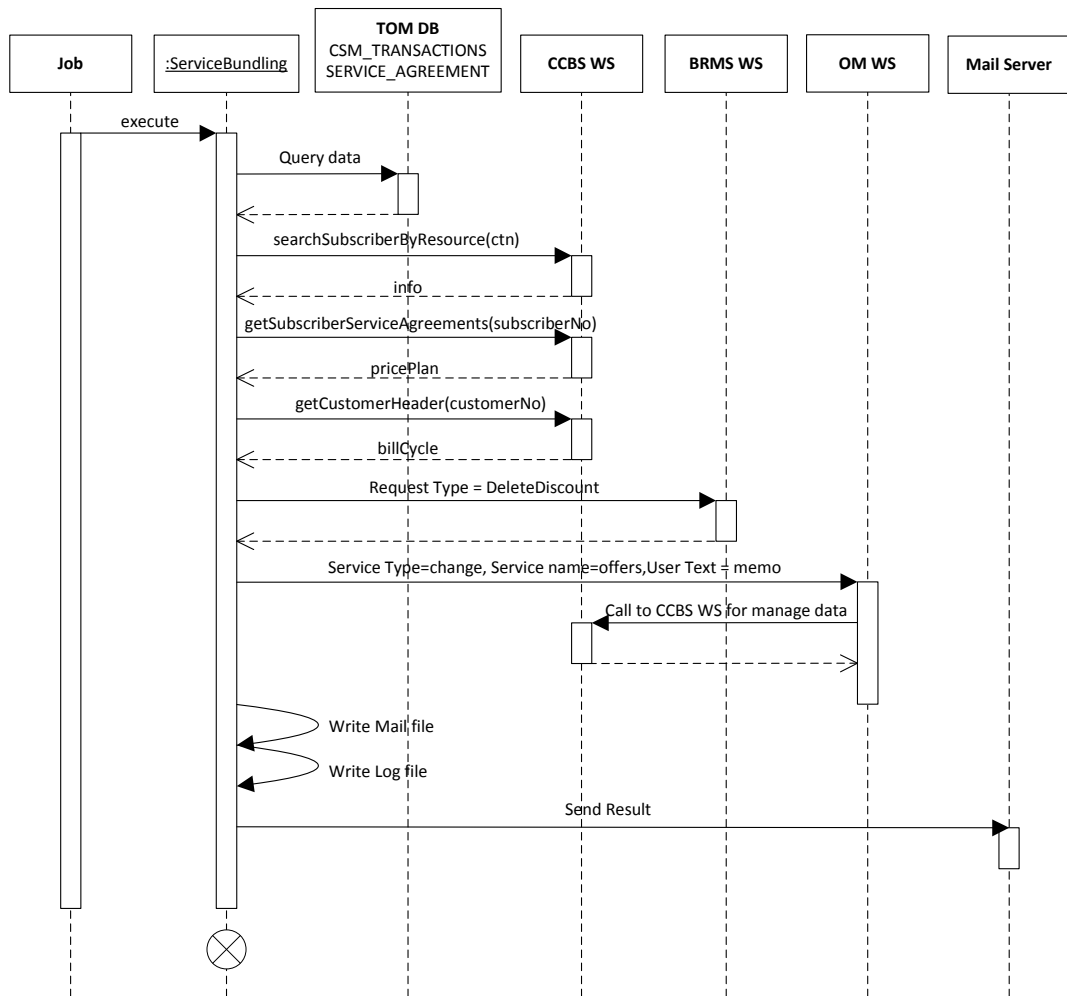 Job
:ServiceBundling
TOM DB
CSM_TRANSACTIONS
SERVICE_AGREEMENT
CCBS WS
BRMS WS
OM WS
Mail Server
execute
Query data
searchSubscriberByResource(ctn)
info
getSubscriberServiceAgreements(subscriberNo)
pricePlan
getCustomerHeader(customerNo)
billCycle
Request Type = DeleteDiscount
Service Type=change, Service name=offers,User Text = memo
Call to CCBS WS for manage data
Write Mail file
Write Log file
Send Result